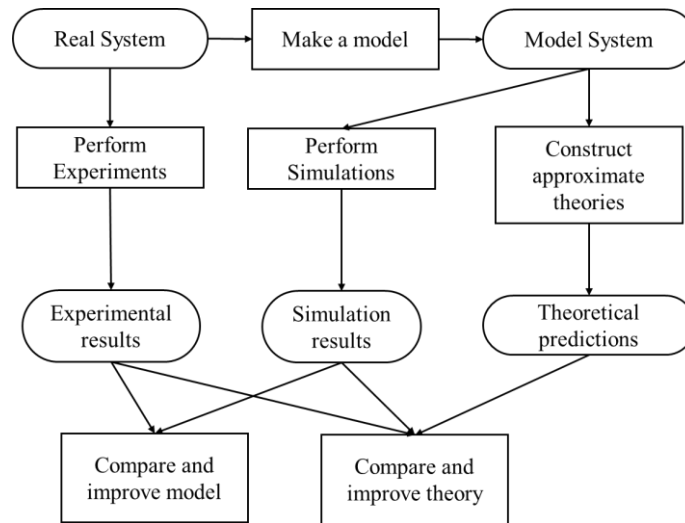 Real System
Make a model
Model System
Perform
Experiments
Perform
Simulations
Construct
approximate
theories
Experimental
results
Simulation
results
Theoretical
predictions
Compare and
improve model
Compare and
improve theory